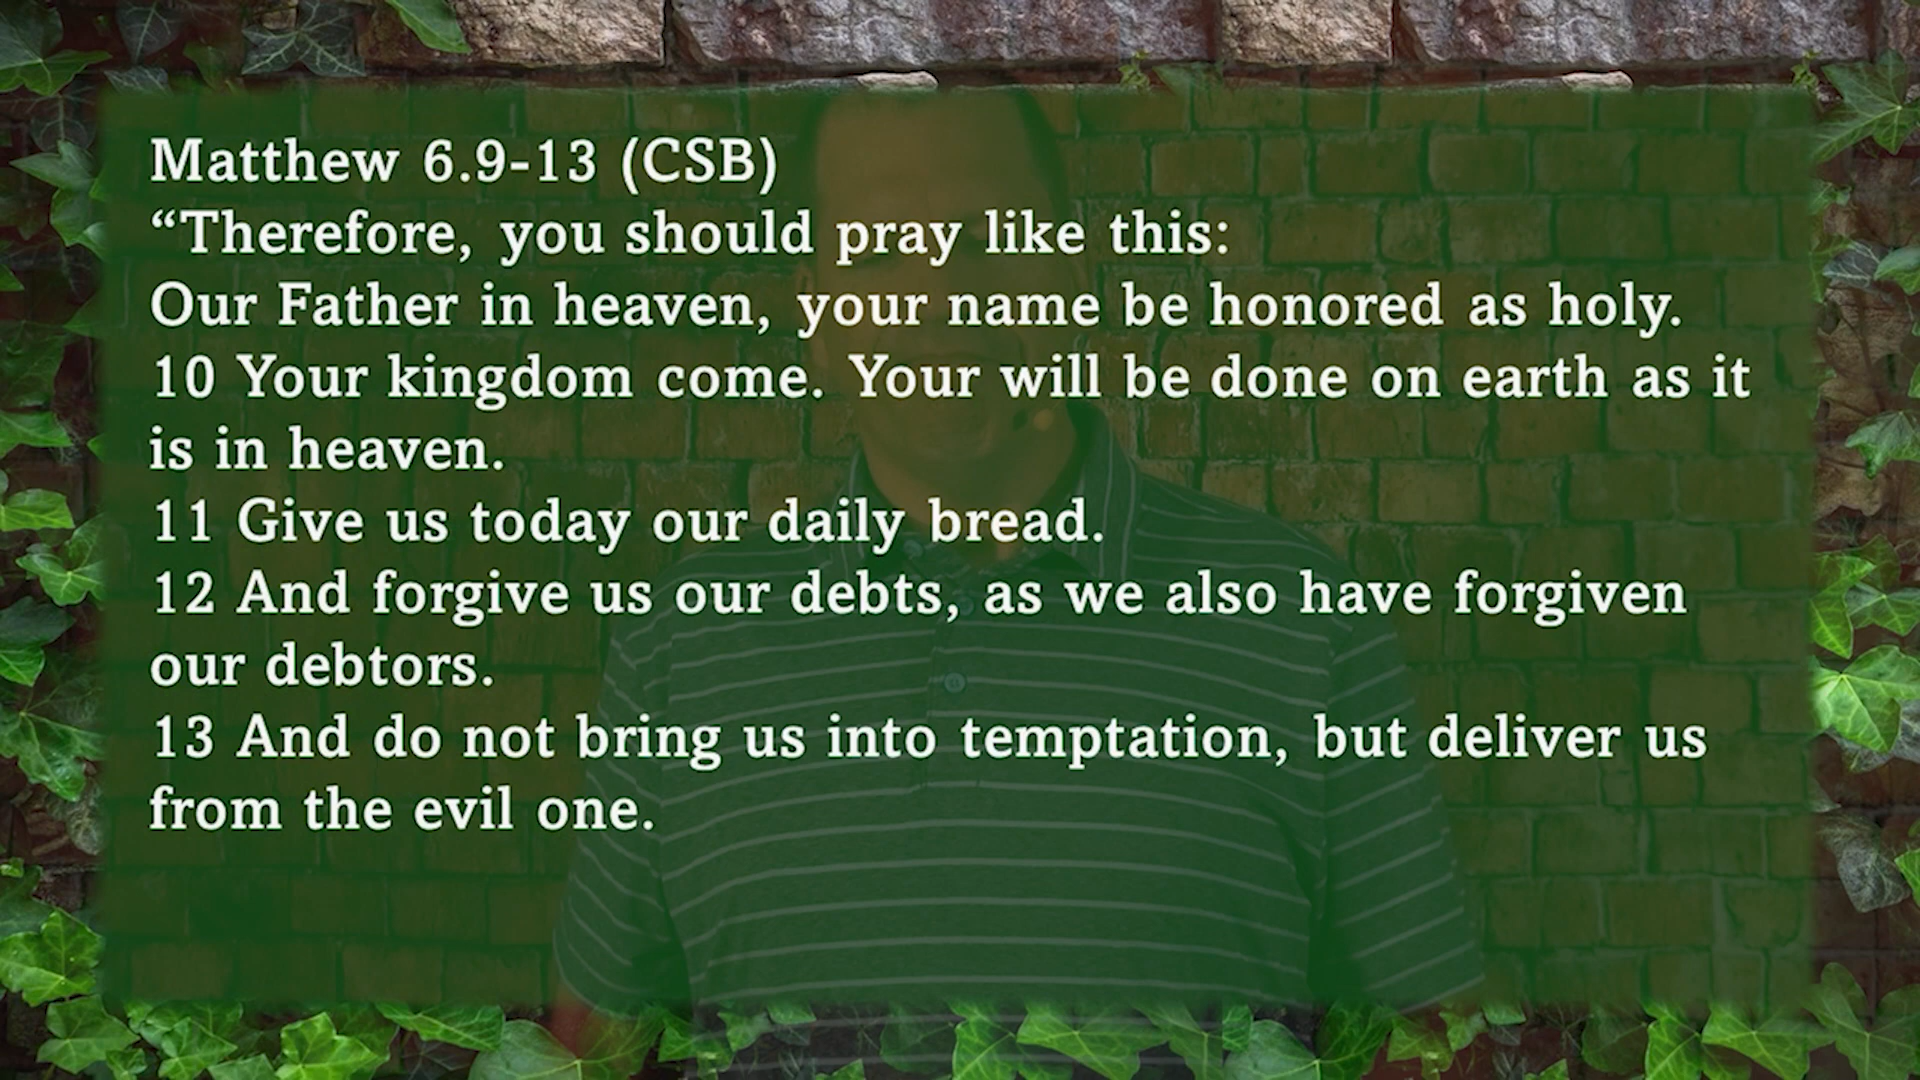 Matthew 6.9-13 (CSB)
“Therefore, you should pray like this:
Our Father in heaven, your name be honored as holy.
10 Your kingdom come. Your will be done on earth as it
is in heaven.
11 Give us today our daily bread.
12 And forgive us our debts, as we also have forgiven
our debtors.
13 And do not bring us into temptation, but deliver us
from the evil one.